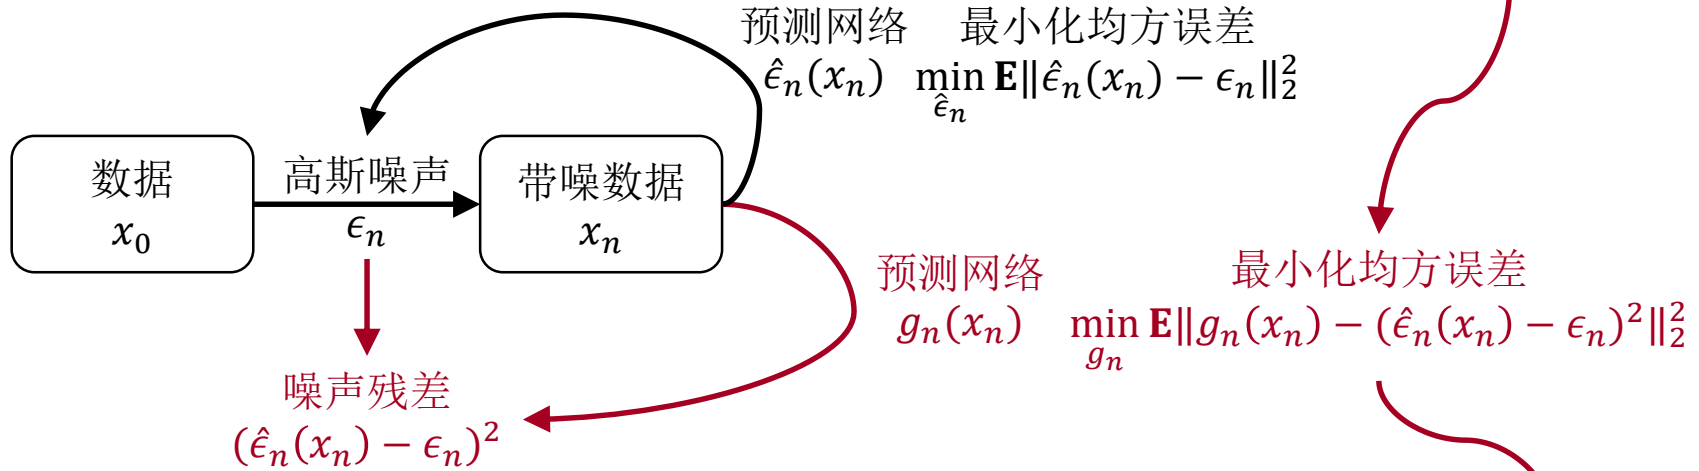 预测网络 最小化均方误差
ϵ̂ₙ(xₙ) min_{ϵ̂ₙ} 𝐄‖ϵ̂ₙ(xₙ) − ϵₙ‖₂²
数据
x₀
高斯噪声
ϵₙ
带噪数据
xₙ
预测网络 最小化均方误差
gₙ(xₙ) min_{gₙ} 𝐄‖gₙ(xₙ) − (ϵ̂ₙ(xₙ) − ϵₙ)²‖₂²
噪声残差
(ϵ̂ₙ(xₙ) − ϵₙ)²